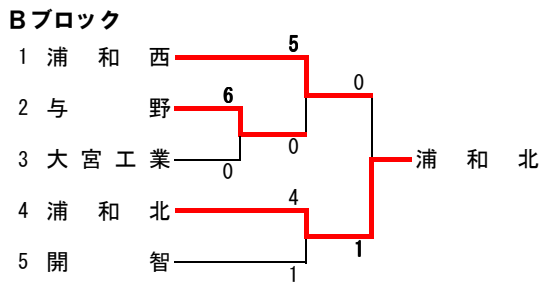 Bブロック
1 浦和西 5
0
2 与野 6
0
3 大宮工業 0
浦和北
4 浦和北 4
1
5 開智 1